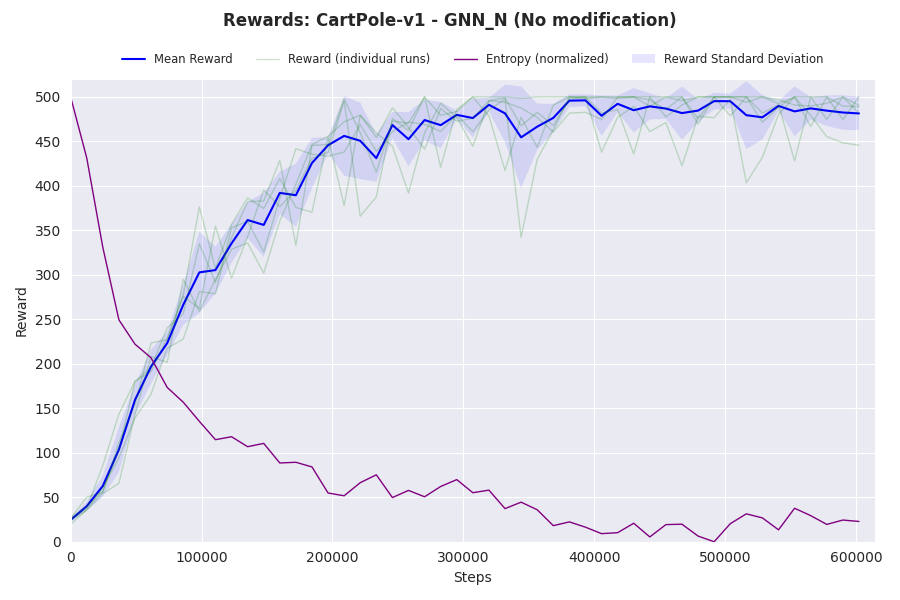 Rewards: CartPole-v1 - GNN_N (No modification)
Mean Reward Reward (individual runs) Entropy (normalized) Reward Standard Deviation
500
450
400
350
300
250
200
150
100
50
0
Reward
0 100000 200000 300000 400000 500000 600000
Steps